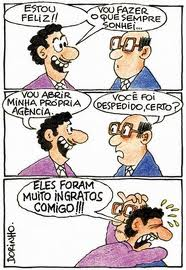 ESTOU
FELIZ!!
VOU FAZER
O QUE SEMPRE
SONHEI...
VOU ABRIR
MINHA PRÓPRIA
AGÊNCIA.
VOCÊ FOI
DESPEDIDO, CERTO?
ELES FORAM
MUITO INGRATOS
COMIGO!!!
DORINHO.